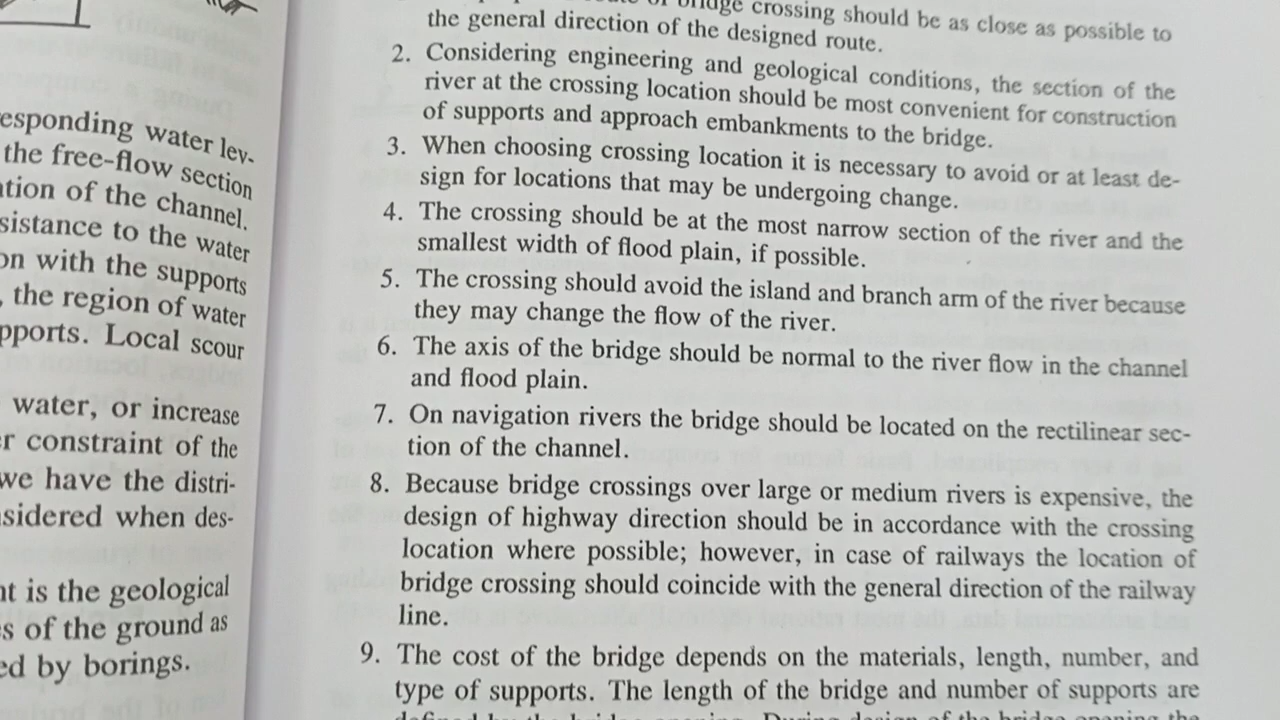 esponding water lev-
the free-flow section
tion of the channel.
sistance to the water
on with the supports
, the region of water
pports. Local scour
water, or increase
r constraint of the
we have the distri-
sidered when des-
t is the geological
s of the ground as
ed by borings.
bridge crossing should be as close as possible to
the general direction of the designed route.
2. Considering engineering and geological conditions, the section of the
river at the crossing location should be most convenient for construction
of supports and approach embankments to the bridge.
3. When choosing crossing location it is necessary to avoid or at least de-
sign for locations that may be undergoing change.
4. The crossing should be at the most narrow section of the river and the
smallest width of flood plain, if possible.
5. The crossing should avoid the island and branch arm of the river because
they may change the flow of the river.
6. The axis of the bridge should be normal to the river flow in the channel
and flood plain.
7. On navigation rivers the bridge should be located on the rectilinear sec-
tion of the channel.
8. Because bridge crossings over large or medium rivers is expensive, the
design of highway direction should be in accordance with the crossing
location where possible; however, in case of railways the location of
bridge crossing should coincide with the general direction of the railway
line.
9. The cost of the bridge depends on the materials, length, number, and
type of supports. The length of the bridge and number of supports are